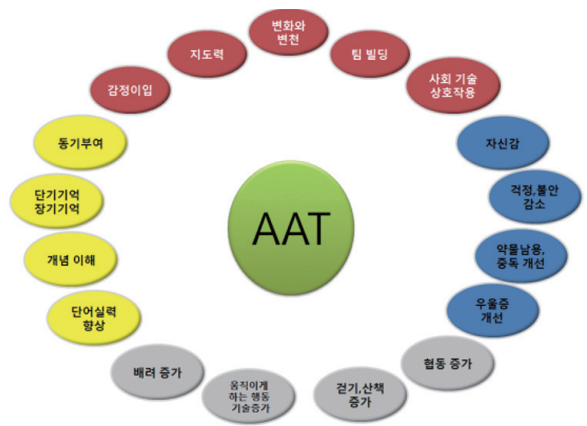 변화와
변천
지도력
팀 빌딩
감정이입
사회 기술
상호작용
동기부여
자신감
단기기억
장기기억
걱정,불안
감소
AAT
개념 이해
약물남용,
중독 개선
단어실력
향상
우울증
개선
배려 증가
협동 증가
움직이게
하는 행동
기술증가
걷기,산책
증가